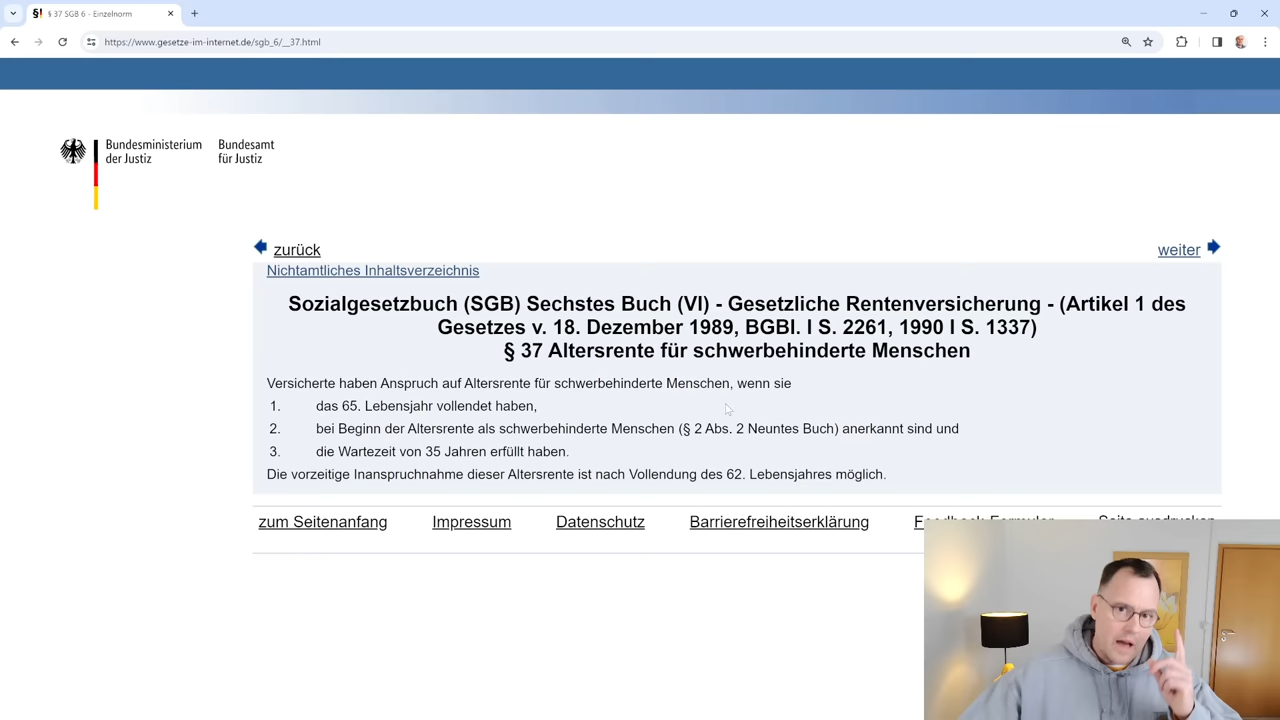 § 37 SGB 6 - Einzelnorm
https://www.gesetze-im-internet.de/sgb_6/__37.html
Bundesministerium der Justiz
Bundesamt für Justiz
zurück
weiter
Nichtamtliches Inhaltsverzeichnis
Sozialgesetzbuch (SGB) Sechstes Buch (VI) - Gesetzliche Rentenversicherung - (Artikel 1 des
Gesetzes v. 18. Dezember 1989, BGBl. I S. 2261, 1990 I S. 1337)
§ 37 Altersrente für schwerbehinderte Menschen
Versicherte haben Anspruch auf Altersrente für schwerbehinderte Menschen, wenn sie
1. das 65. Lebensjahr vollendet haben,
2. bei Beginn der Altersrente als schwerbehinderte Menschen (§ 2 Abs. 2 Neuntes Buch) anerkannt sind und
3. die Wartezeit von 35 Jahren erfüllt haben.
Die vorzeitige Inanspruchnahme dieser Altersrente ist nach Vollendung des 62. Lebensjahres möglich.
zum Seitenanfang Impressum Datenschutz Barrierefreiheitserklärung Feedback-Formular Seite ausdrucken